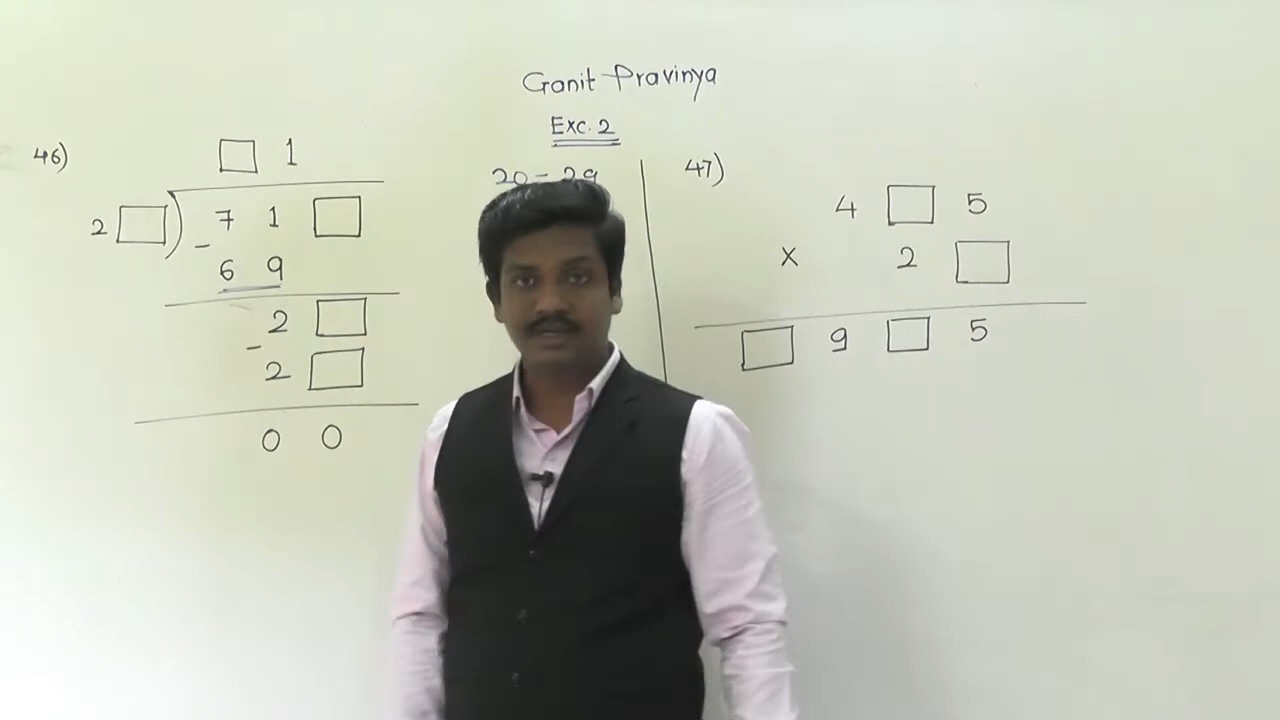 Ganit Pravinya
Exc. 2
20 - 29
46)
□ 1
2 □ ) 7 1 □
- 6 9
2 □
- 2 □
0 0
47)
4 □ 5
x 2 □
□ 9 □ 5